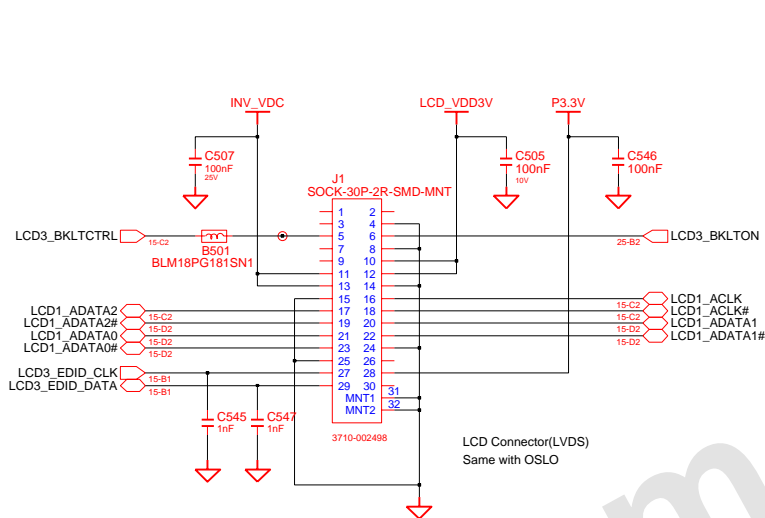 INV_VDC LCD_VDD3V P3.3V
C507 C505 C546
100nF 100nF 100nF
25V 10V
J1
SOCK-30P-2R-SMD-MNT
1 2
3 4
LCD3_BKLTCTRL 15-C2 5 6 25-B2 LCD3_BKLTON
B501
BLM18PG181SN1
7 8
9 10
11 12
13 14
15 16 LCD1_ACLK
LCD1_ADATA2 17 18 15-C2 LCD1_ACLK#
15-C2
LCD1_ADATA2# 19 20 15-C2 LCD1_ADATA1
15-D2
LCD1_ADATA0 21 22 15-D2 LCD1_ADATA1#
15-D2
LCD1_ADATA0# 23 24 15-D2
15-D2
25 26
LCD3_EDID_CLK 27 28
15-B1
LCD3_EDID_DATA 29 30
15-B1
MNT1 31
MNT2 32
C545 C547
1nF 1nF
3710-002498
LCD Connector(LVDS)
Same with OSLO
m